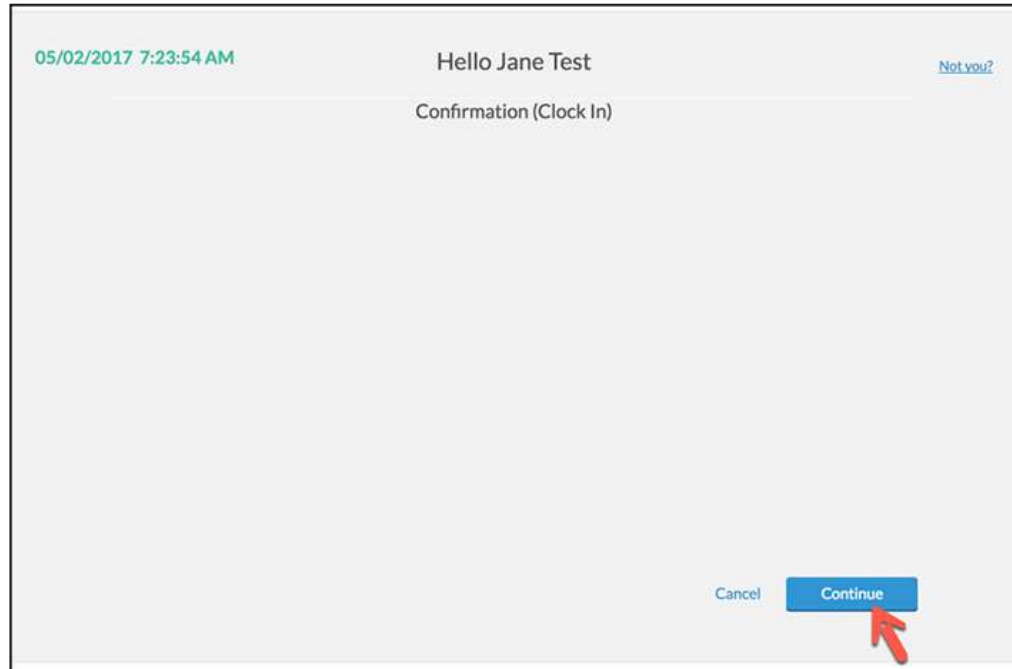 05/02/2017 7:23:54 AM
Hello Jane Test
Not you?
Confirmation (Clock In)
Cancel
Continue